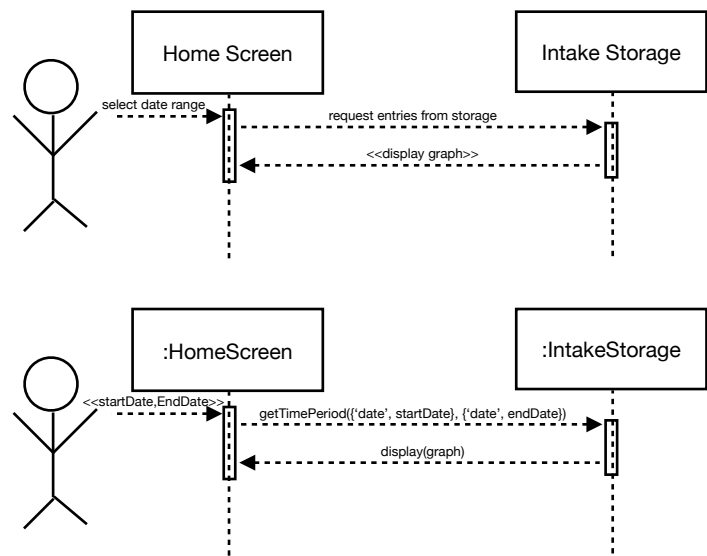 Home Screen
Intake Storage
select date range
request entries from storage
<<display graph>>
:HomeScreen
:IntakeStorage
<<startDate,EndDate>>
getTimePeriod({‘date’, startDate}, {‘date’, endDate})
display(graph)